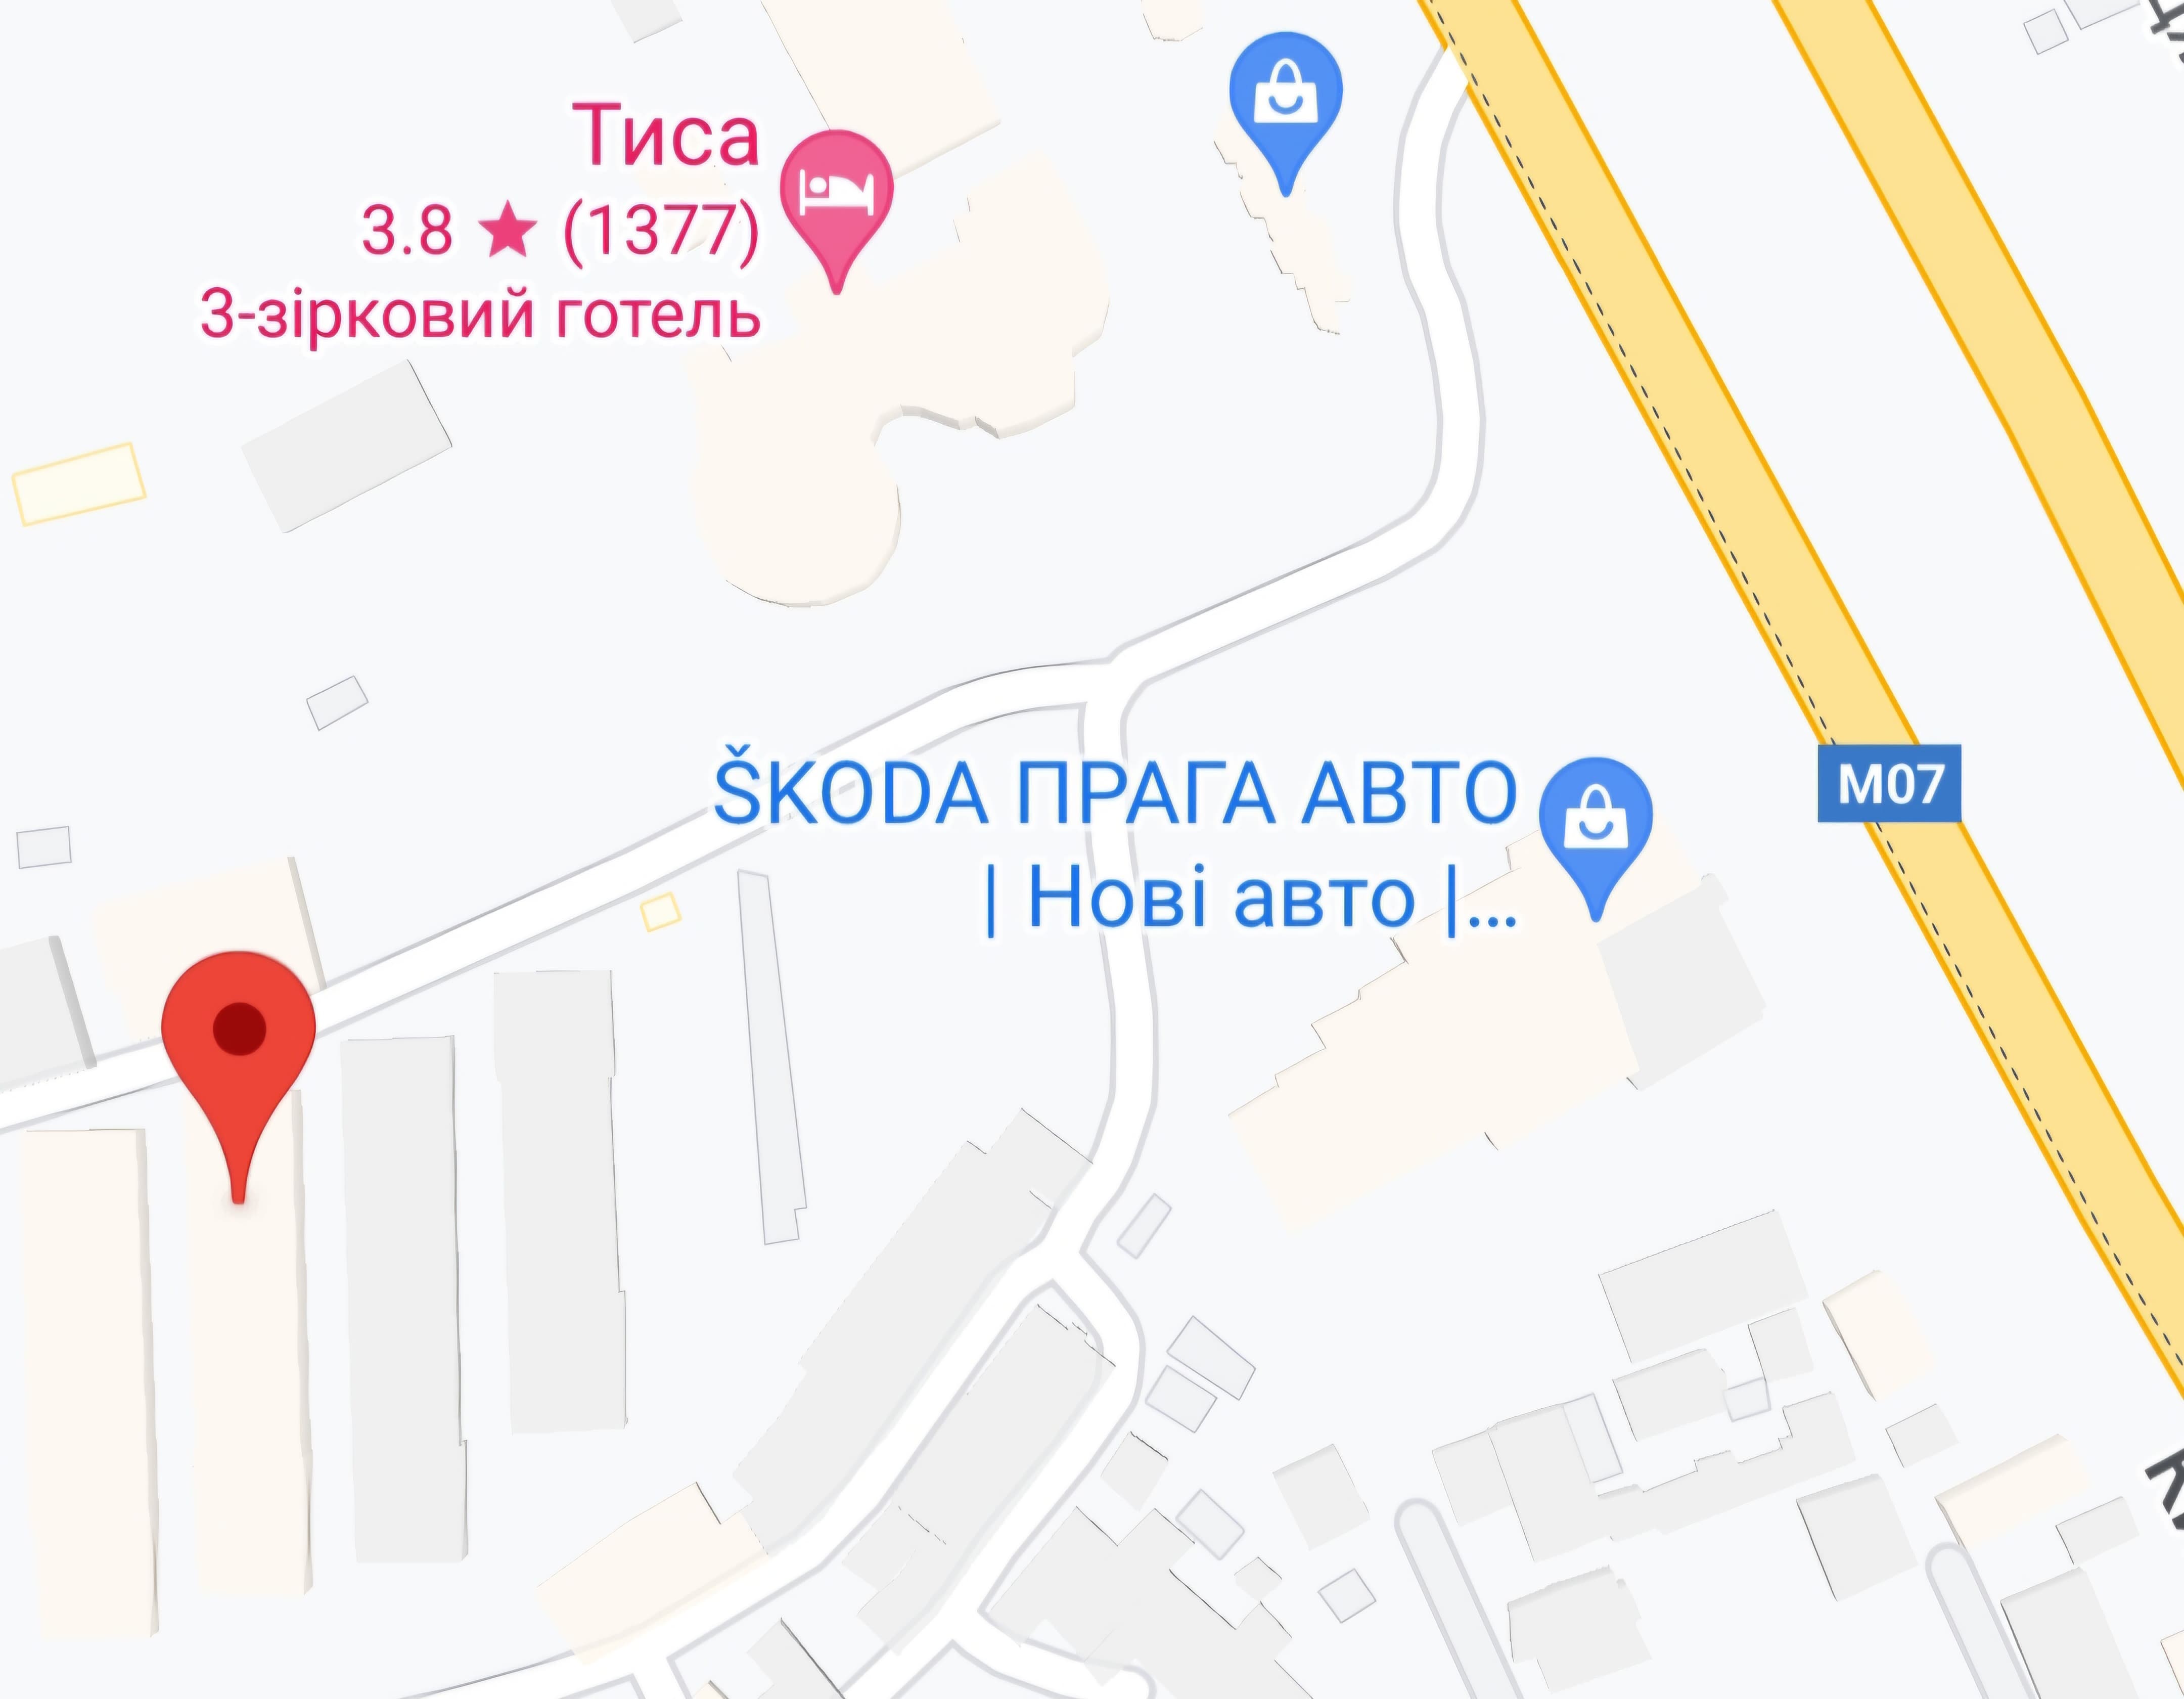 Тиса
3.8 ★ (1377)
3-зірковий готель
ŠKODA ПРАГА АВТО
| Нові авто |...
M07